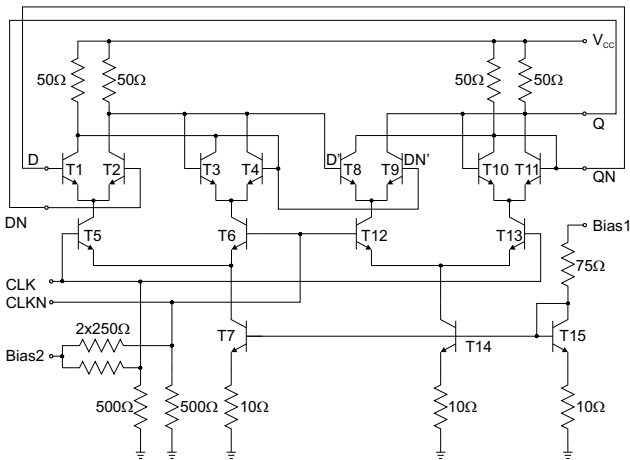 V_CC
50Ω 50Ω 50Ω 50Ω
Q
D T1 T2 T3 T4 D' T8 T9 DN' T10 T11
QN
DN
T5 T6 T12 T13 Bias1
75Ω
CLK
CLKN
2x250Ω T7 T14 T15
Bias2
500Ω 500Ω 10Ω 10Ω 10Ω